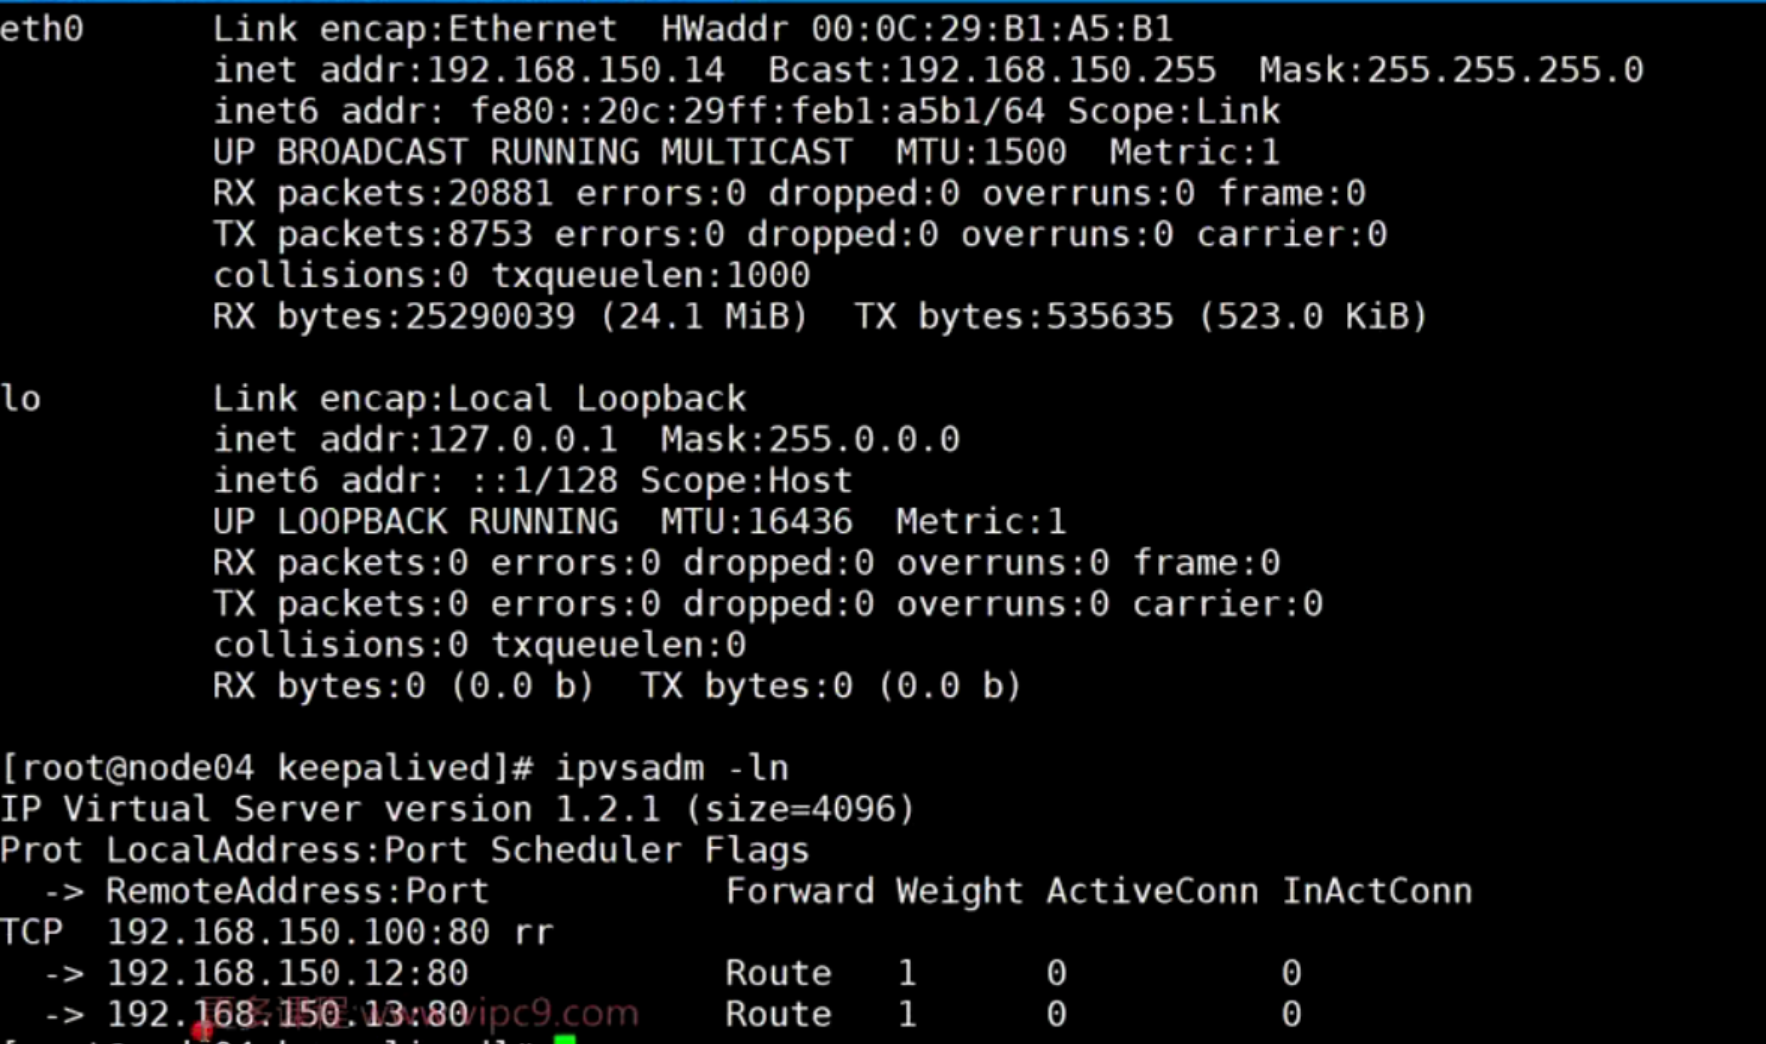 eth0      Link encap:Ethernet  HWaddr 00:0C:29:B1:A5:B1
          inet addr:192.168.150.14  Bcast:192.168.150.255  Mask:255.255.255.0
          inet6 addr: fe80::20c:29ff:feb1:a5b1/64 Scope:Link
          UP BROADCAST RUNNING MULTICAST  MTU:1500  Metric:1
          RX packets:20881 errors:0 dropped:0 overruns:0 frame:0
          TX packets:8753 errors:0 dropped:0 overruns:0 carrier:0
          collisions:0 txqueuelen:1000
          RX bytes:25290039 (24.1 MiB)  TX bytes:535635 (523.0 KiB)
lo        Link encap:Local Loopback
          inet addr:127.0.0.1  Mask:255.0.0.0
          inet6 addr: ::1/128 Scope:Host
          UP LOOPBACK RUNNING  MTU:16436  Metric:1
          RX packets:0 errors:0 dropped:0 overruns:0 frame:0
          TX packets:0 errors:0 dropped:0 overruns:0 carrier:0
          collisions:0 txqueuelen:0
          RX bytes:0 (0.0 b)  TX bytes:0 (0.0 b)
[root@node04 keepalived]# ipvsadm -ln
IP Virtual Server version 1.2.1 (size=4096)
Prot LocalAddress:Port Scheduler Flags
  -> RemoteAddress:Port           Forward Weight ActiveConn InActConn
TCP  192.168.150.100:80 rr
  -> 192.168.150.12:80            Route   1      0          0
  -> 192.168.150.13:80            Route   1      0          0